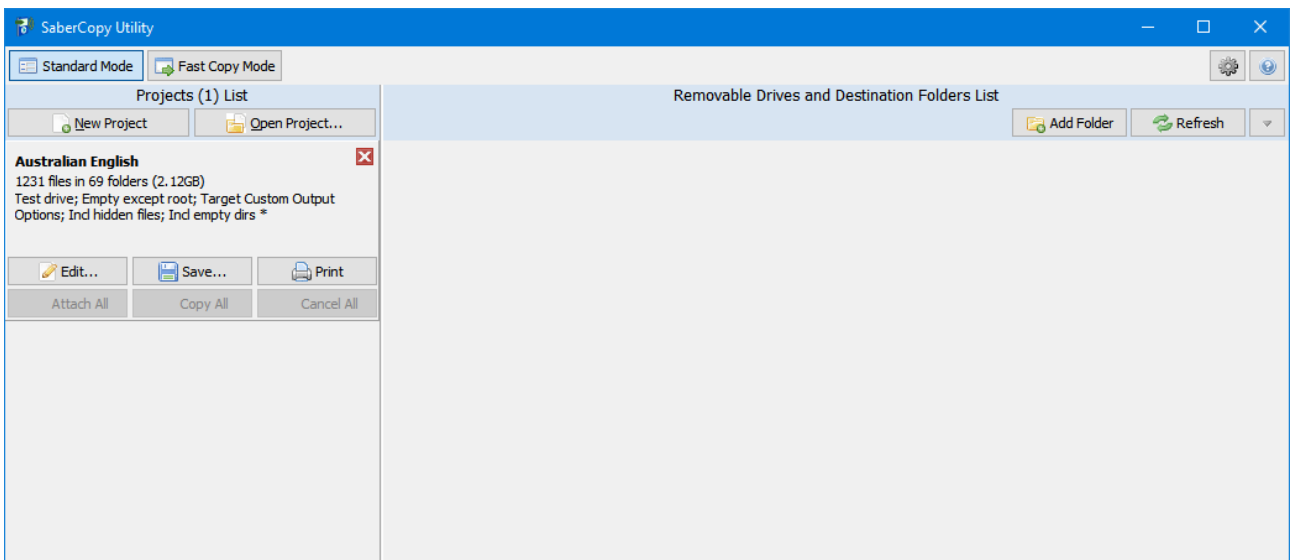 SaberCopy Utility
Standard Mode Fast Copy Mode
Projects (1) List
Removable Drives and Destination Folders List
New Project Open Project...
Add Folder Refresh
Australian English
1231 files in 69 folders (2.12GB)
Test drive; Empty except root; Target Custom Output
Options; Incl hidden files; Incl empty dirs *
Edit... Save... Print
Attach All Copy All Cancel All